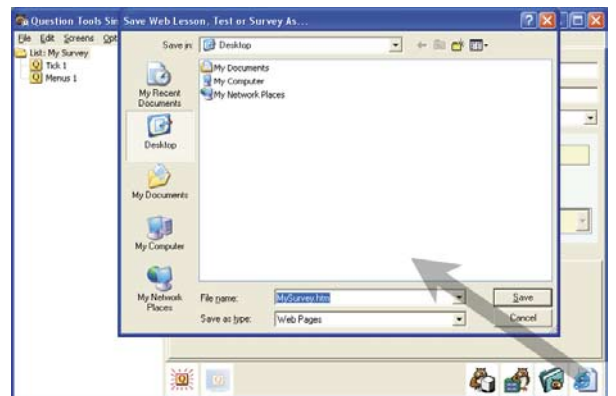 Question Tools Sim
Save Web Lesson, Test or Survey As...
File Edit Screens Opt
List: My Survey
Tick 1
Menus 1
Save in:
Desktop
My Documents
My Computer
My Network Places
My Recent
Documents
Desktop
My Documents
My Computer
My Network
Places
File name:
MySurvey.htm
Save
Save as type:
Web Pages
Cancel